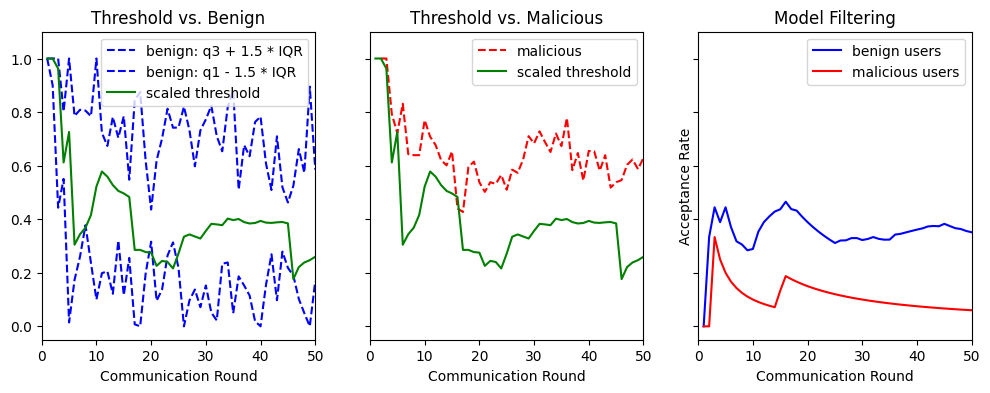 Threshold vs. Benign
benign: q3 + 1.5 * IQR
benign: q1 - 1.5 * IQR
scaled threshold
1.0
0.8
0.6
0.4
0.2
0.0
0 10 20 30 40 50
Communication Round
Threshold vs. Malicious
malicious
scaled threshold
0 10 20 30 40 50
Communication Round
Model Filtering
benign users
malicious users
Acceptance Rate
0 10 20 30 40 50
Communication Round